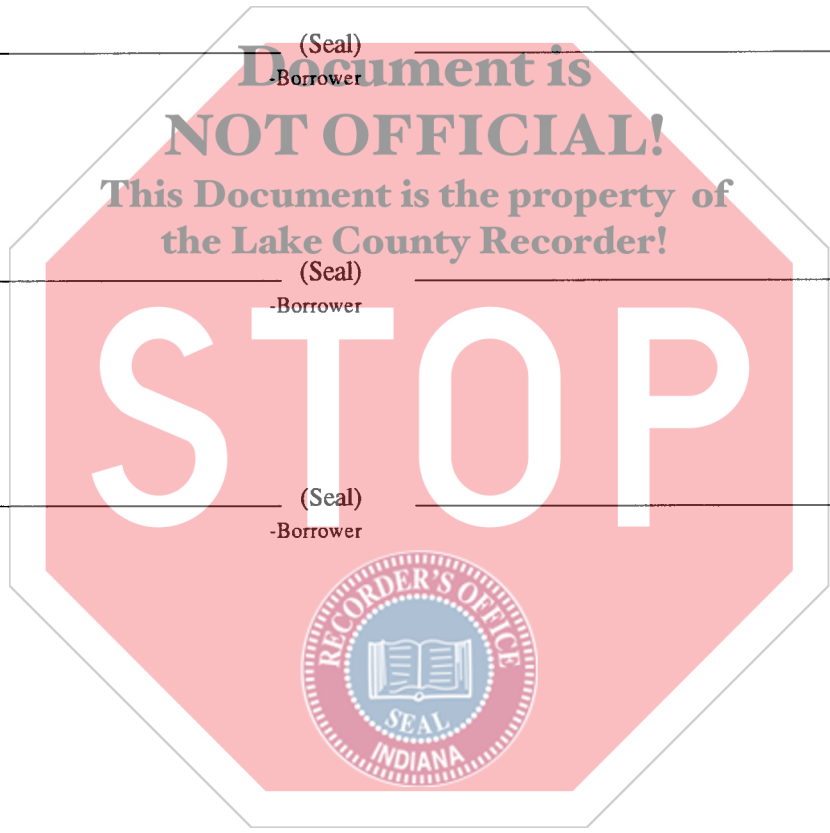 (Seal)
-Borrower
Document is
NOT OFFICIAL!
This Document is the property of
the Lake County Recorder!
(Seal)
-Borrower
STOP
(Seal)
-Borrower
RECORDER'S OFFICE
SEAL
INDIANA